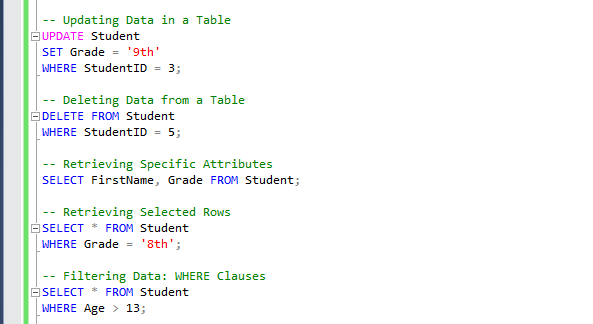 -- Updating Data in a Table
UPDATE Student
SET Grade = '9th'
WHERE StudentID = 3;
-- Deleting Data from a Table
DELETE FROM Student
WHERE StudentID = 5;
-- Retrieving Specific Attributes
SELECT FirstName, Grade FROM Student;
-- Retrieving Selected Rows
SELECT * FROM Student
WHERE Grade = '8th';
-- Filtering Data: WHERE Clauses
SELECT * FROM Student
WHERE Age > 13;